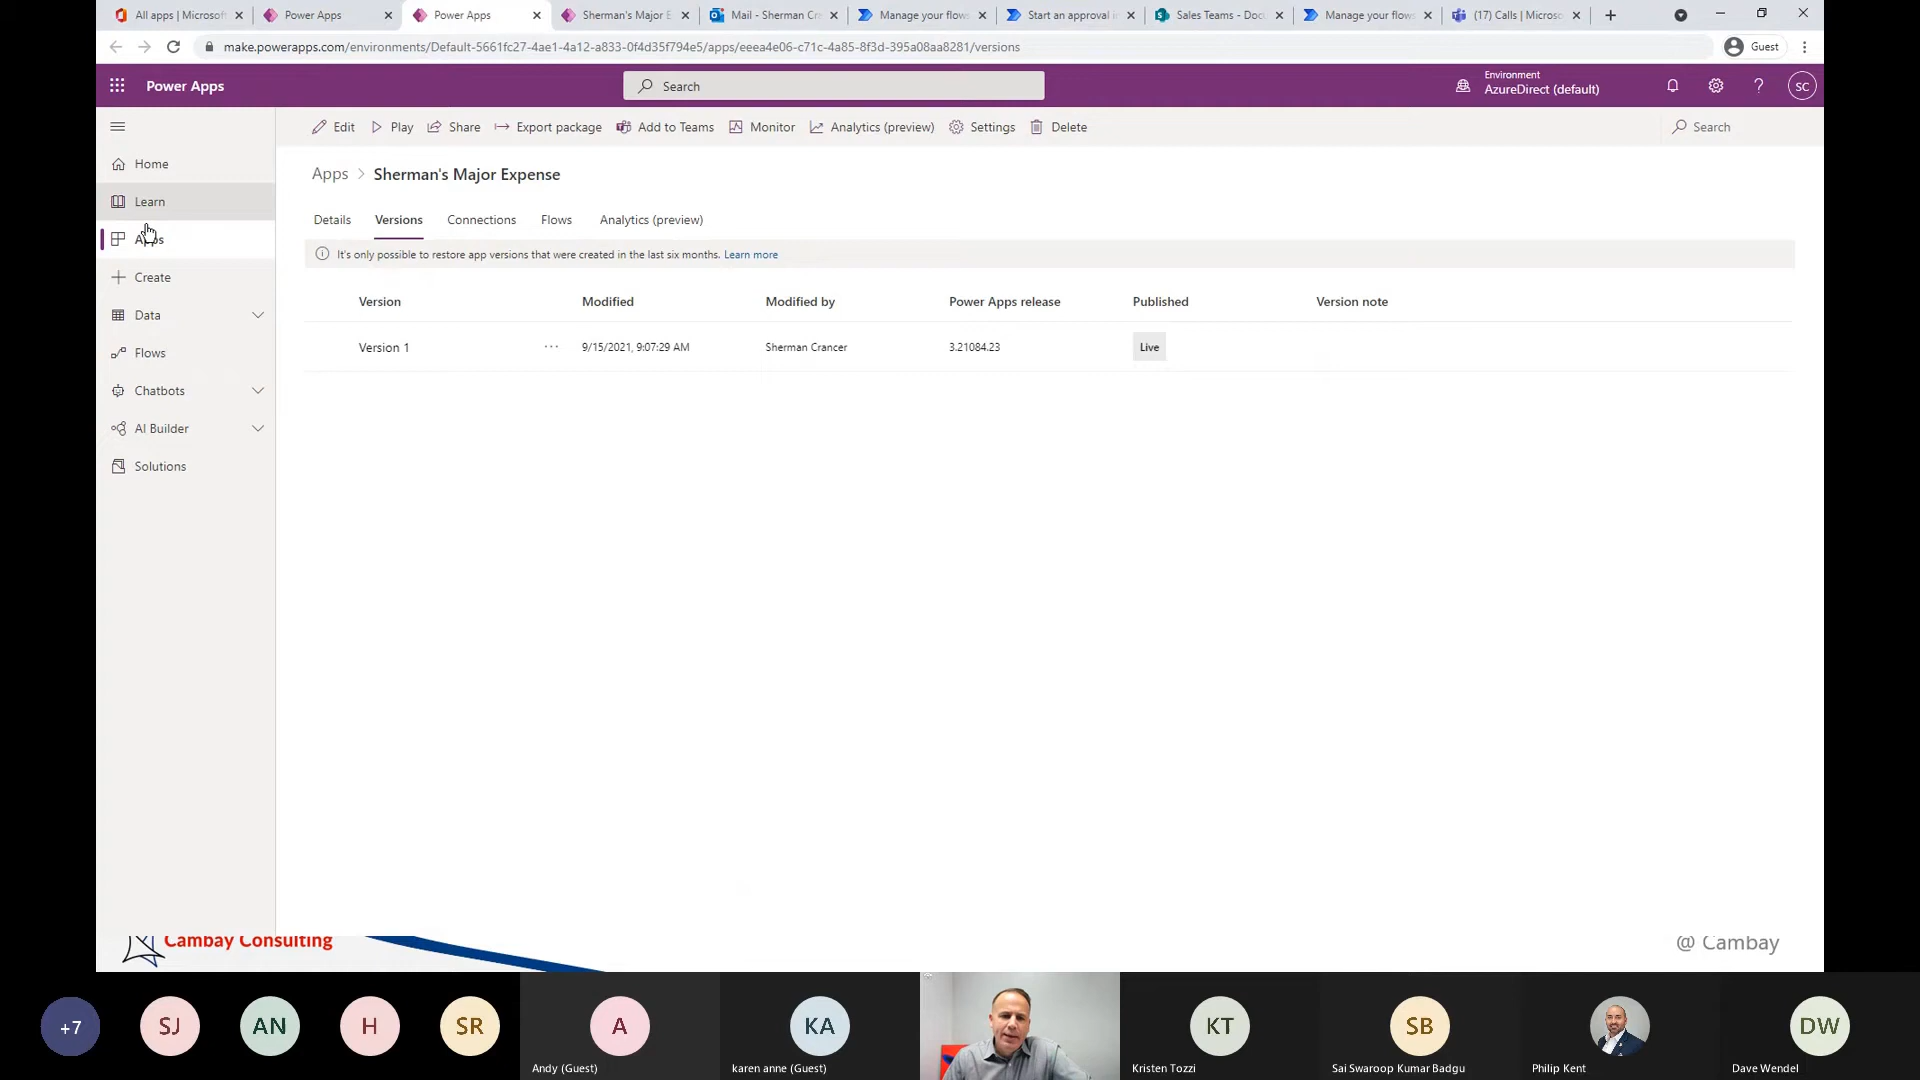 All apps | Microsof
Power Apps
Power Apps
Sherman's Major E
Mail - Sherman Cr
Manage your flows
Start an approval i
Sales Teams - Docu
Manage your flows
(17) Calls | Microso
make.powerapps.com/environments/Default-5661fc27-4ae1-4a12-a833-0f4d35f794e5/apps/eeea4e06-c71c-4a85-8f3d-395a08aa8281/versions
Guest
Power Apps
Search
Environment
AzureDirect (default)
SC
Edit
Play
Share
Export package
Add to Teams
Monitor
Analytics (preview)
Settings
Delete
Search
Home
Learn
Apps
Create
Data
Flows
Chatbots
AI Builder
Solutions
Apps > Sherman's Major Expense
Details
Versions
Connections
Flows
Analytics (preview)
It's only possible to restore app versions that were created in the last six months. Learn more
Version Modified Modified by Power Apps release Published Version note
Version 1 ... 9/15/2021, 9:07:29 AM Sherman Crancer 3.21084.23 Live
Cambay Consulting
@ Cambay
+7
SJ
AN
H
SR
A
Andy (Guest)
KA
karen anne (Guest)
KT
Kristen Tozzi
SB
Sai Swaroop Kumar Badgu
Philip Kent
DW
Dave Wendel